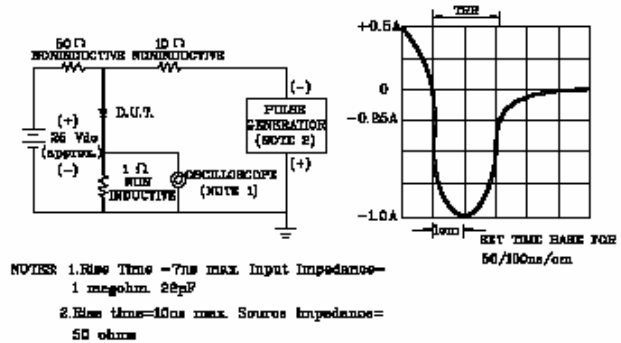 50 Ω
NONINDUCTIVE
10 Ω
NONINDUCTIVE
(+)
25 Vdc
(approx.)
(-)
D.U.T.
1 Ω
NON
INDUCTIVE
OSCILLOSCOPE
(NOTE 1)
(-)
PULSE
GENERATOR
(NOTE 2)
(+)
TRR
+0.5A
0
-0.25A
-1.0A
1cm
SET TIME BASE FOR
50/100ns/cm
NOTES: 1.Rise Time =7ns max. Input Impedance=
1 megohm. 22pF
2.Rise time=10ns max. Source Impedance=
50 ohms